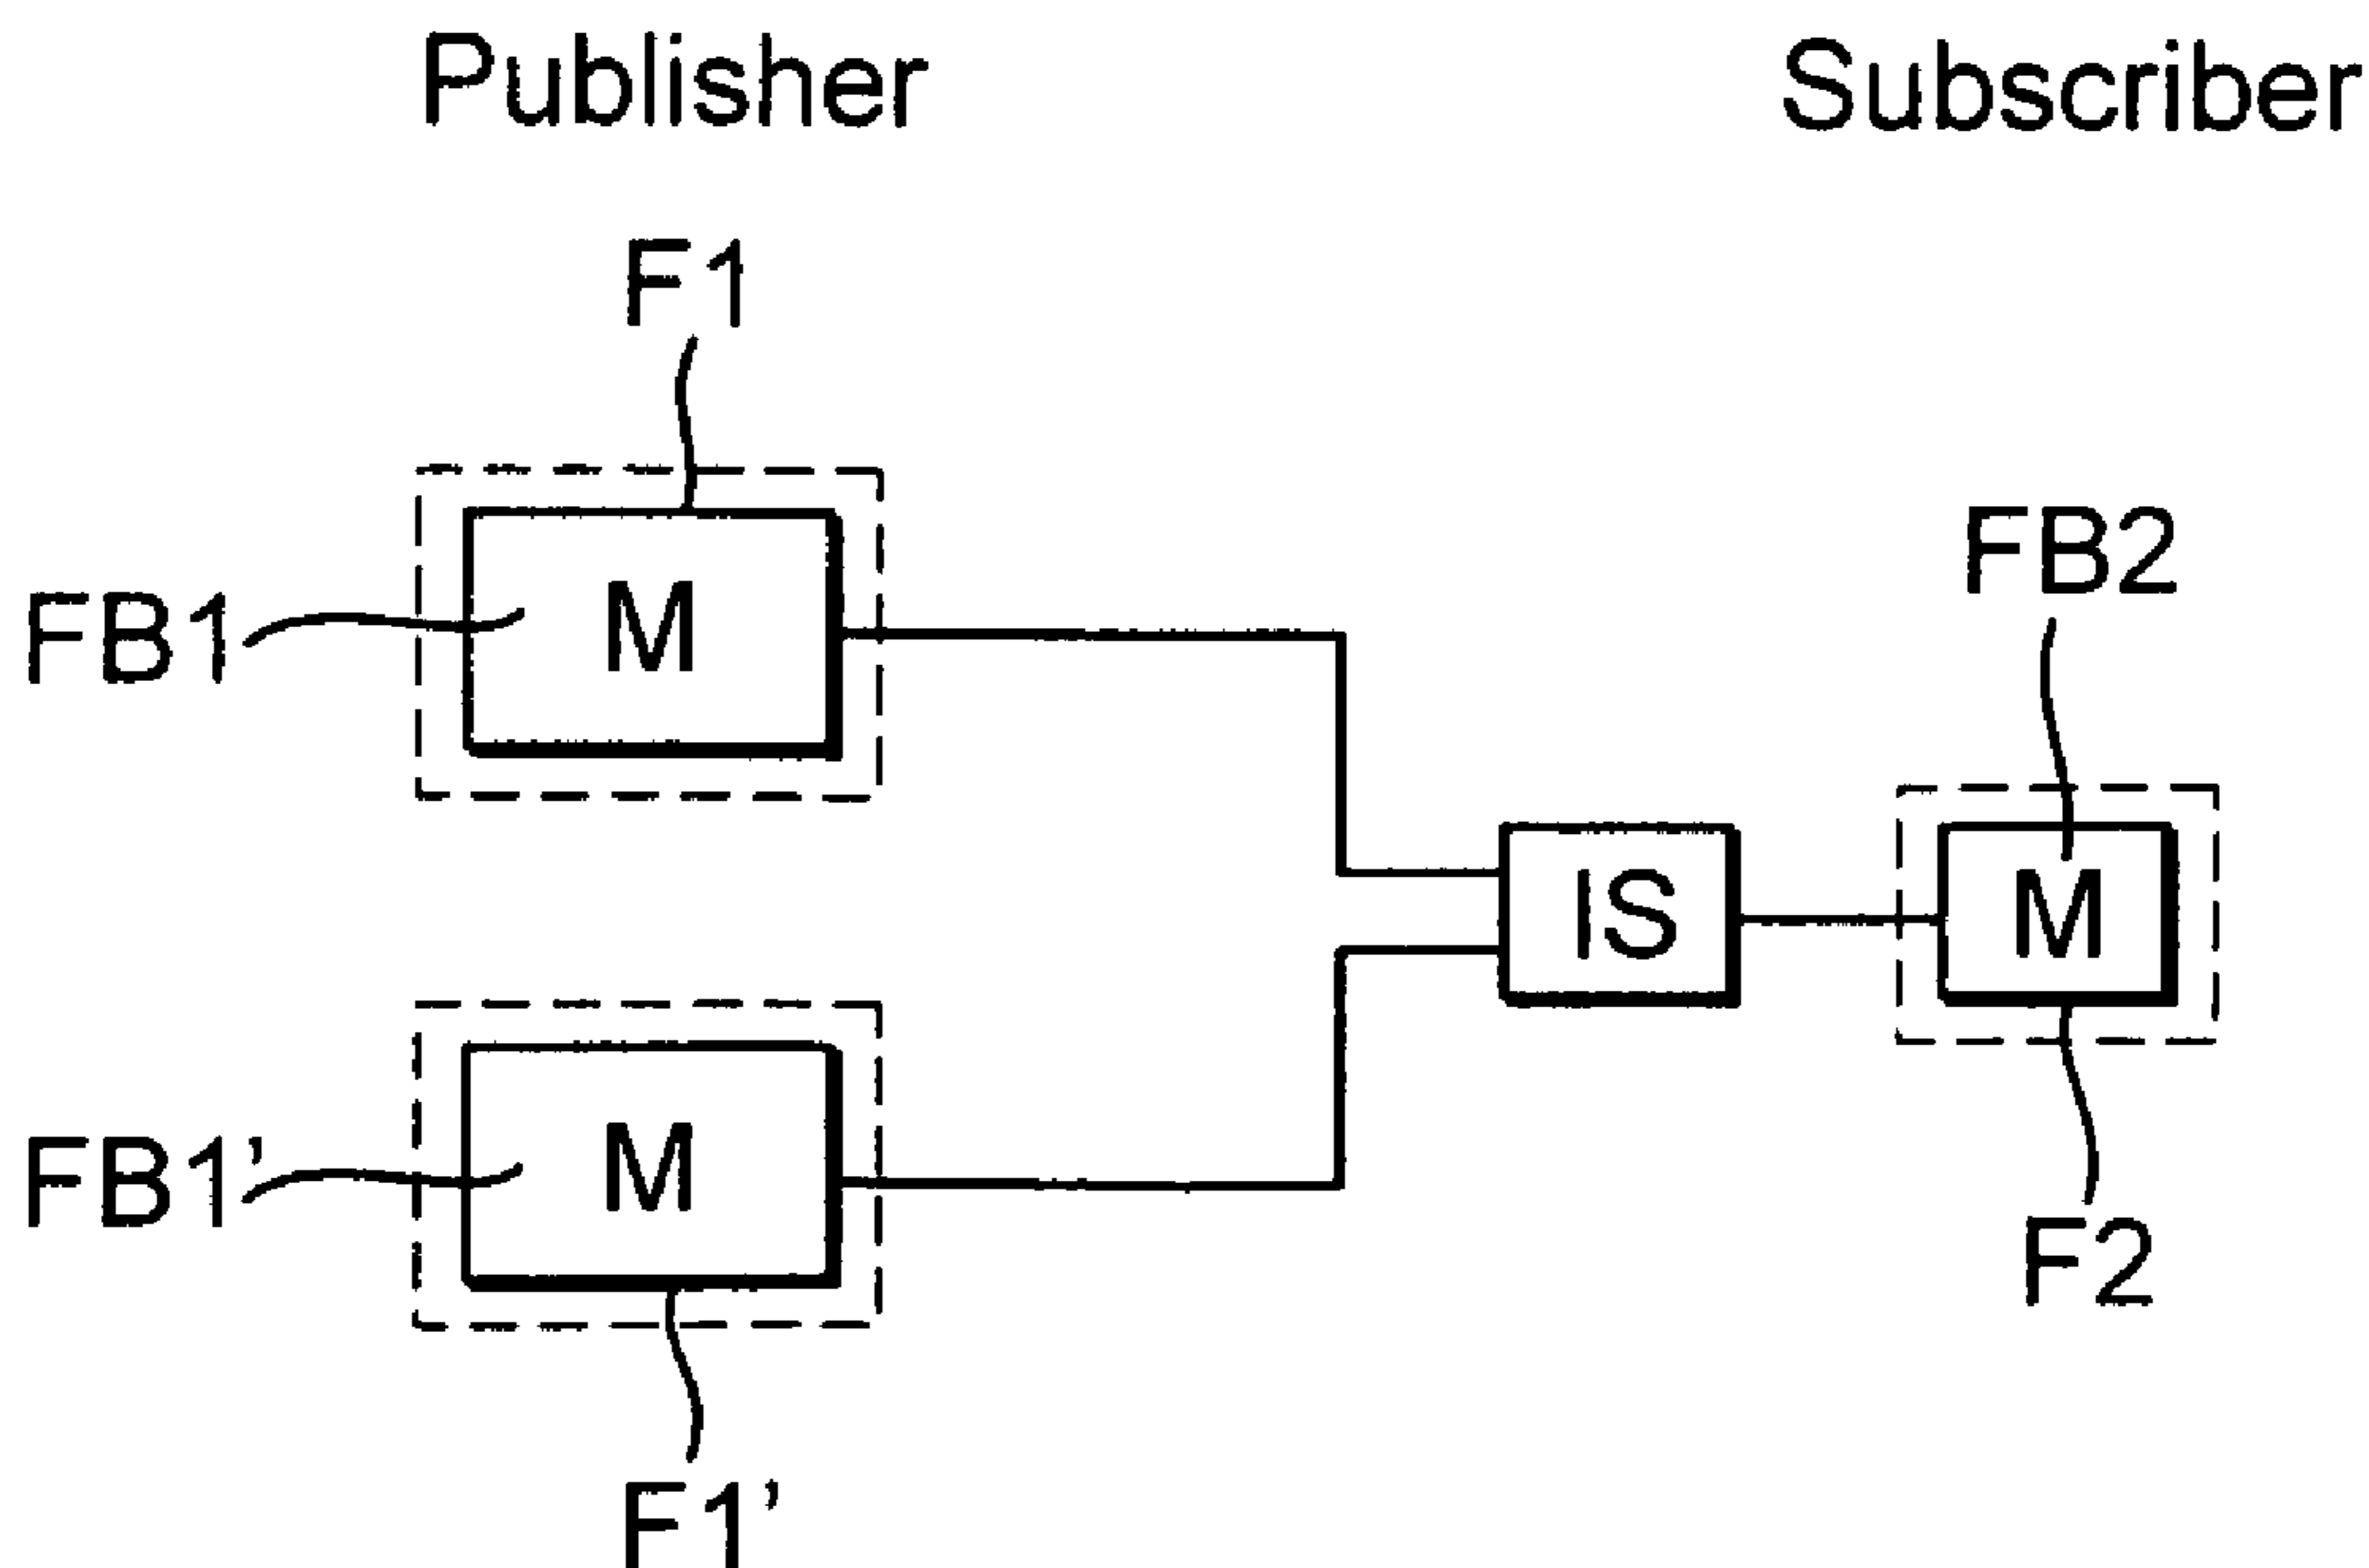 Publisher
Subscriber
F1
FB1
M
FB2
IS
M
FB1’
M
F2
F1’